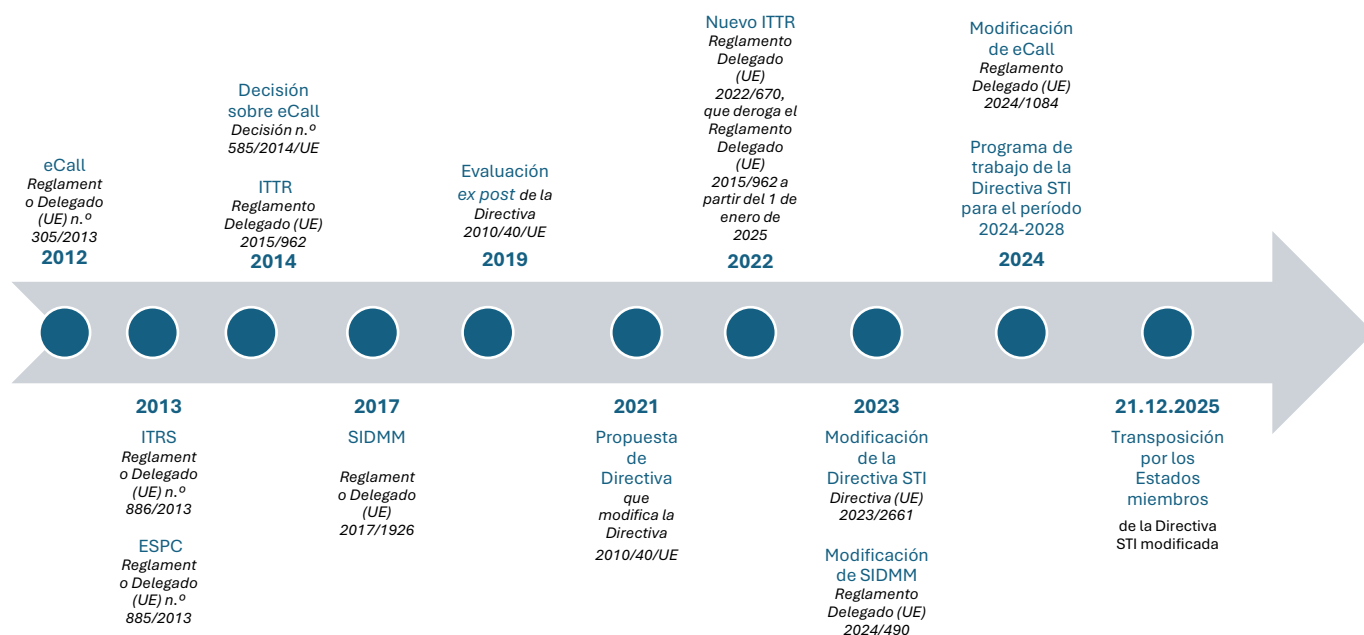 eCall
Reglament
o Delegado
(UE) n.º
305/2013
2012
Decisión
sobre eCall
Decisión n.º
585/2014/UE
ITTR
Reglamento
Delegado (UE)
2015/962
2014
Evaluación
ex post de la
Directiva
2010/40/UE
2019
Nuevo ITTR
Reglamento
Delegado
(UE)
2022/670,
que deroga el
Reglamento
Delegado
(UE)
2015/962 a
partir del 1 de
enero de
2025
2022
Modificación
de eCall
Reglamento
Delegado (UE)
2024/1084
Programa de
trabajo de la
Directiva STI
para el período
2024-2028
2024
2013
ITRS
Reglament
o Delegado
(UE) n.º
886/2013
ESPC
Reglament
o Delegado
(UE) n.º
885/2013
2017
SIDMM
Reglament
o Delegado
(UE)
2017/1926
2021
Propuesta
de
Directiva
que
modifica la
Directiva
2010/40/UE
2023
Modificación
de la
Directiva STI
Directiva (UE)
2023/2661
Modificación
de SIDMM
Reglamento
Delegado (UE)
2024/490
21.12.2025
Transposición
por los
Estados
miembros
de la Directiva
STI modificada